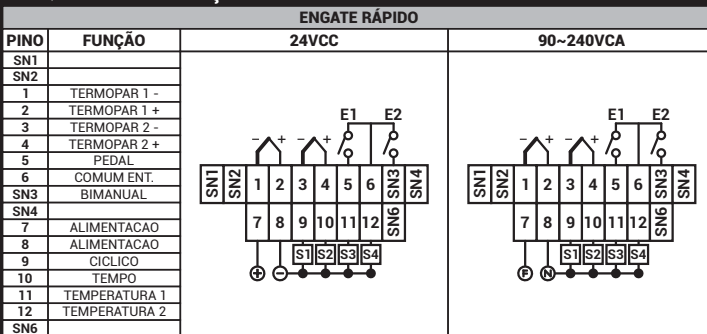 ENGATE RÁPIDO
PINO FUNÇÃO 24VCC 90~240VCA
SN1
SN2
1 TERMOPAR 1 -
2 TERMOPAR 1 +
3 TERMOPAR 2 -
4 TERMOPAR 2 +
5 PEDAL
6 COMUM ENT.
SN3 BIMANUAL
SN4
7 ALIMENTACAO
8 ALIMENTACAO
9 CICLICO
10 TEMPO
11 TEMPERATURA 1
12 TEMPERATURA 2
SN6
E1 E2
- + - +
SN1 SN2 1 2 3 4 5 6 SN3 SN4
7 8 9 10 11 12 SN6
S1 S2 S3 S4
+ -
E1 E2
- + - +
SN1 SN2 1 2 3 4 5 6 SN3 SN4
7 8 9 10 11 12 SN6
S1 S2 S3 S4
F N